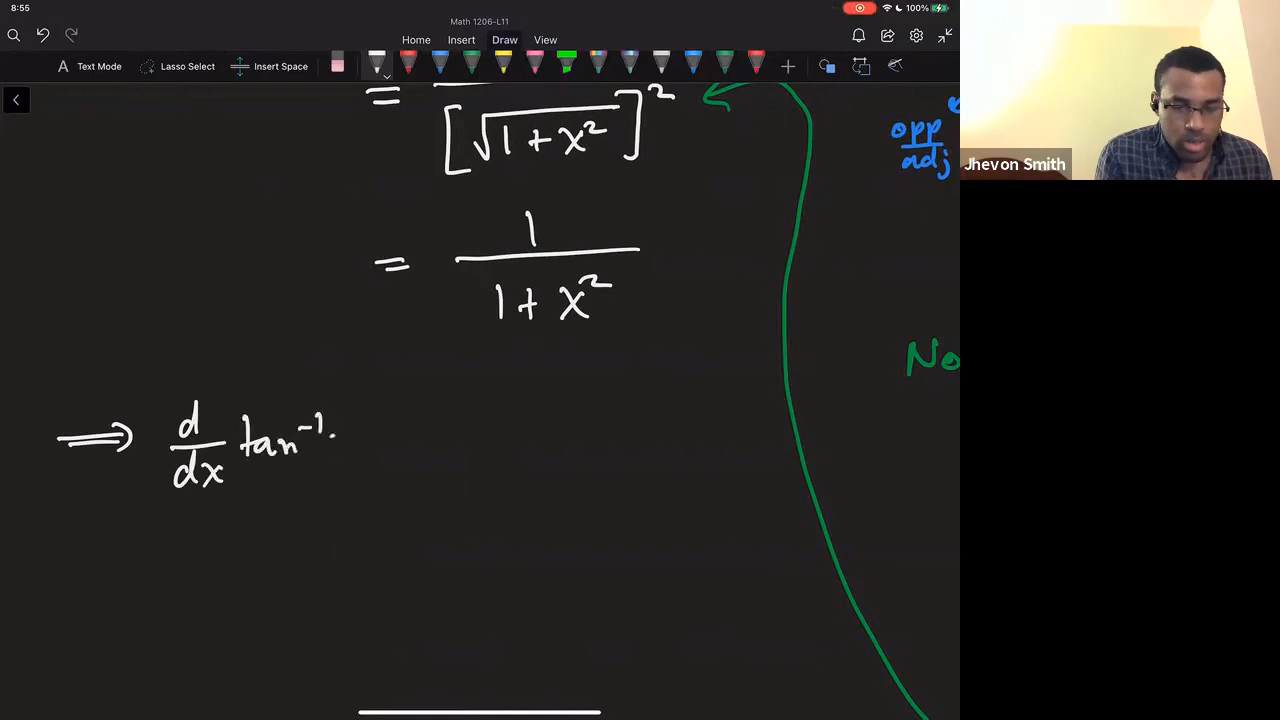 8:55
100%
Math 1206-L11
Home Insert Draw View
Text Mode Lasso Select Insert Space
Jhevon Smith
= [√1 + x²]²
opp
adj
= 1 / 1 + x²
No
⟹ d/dx tan⁻¹